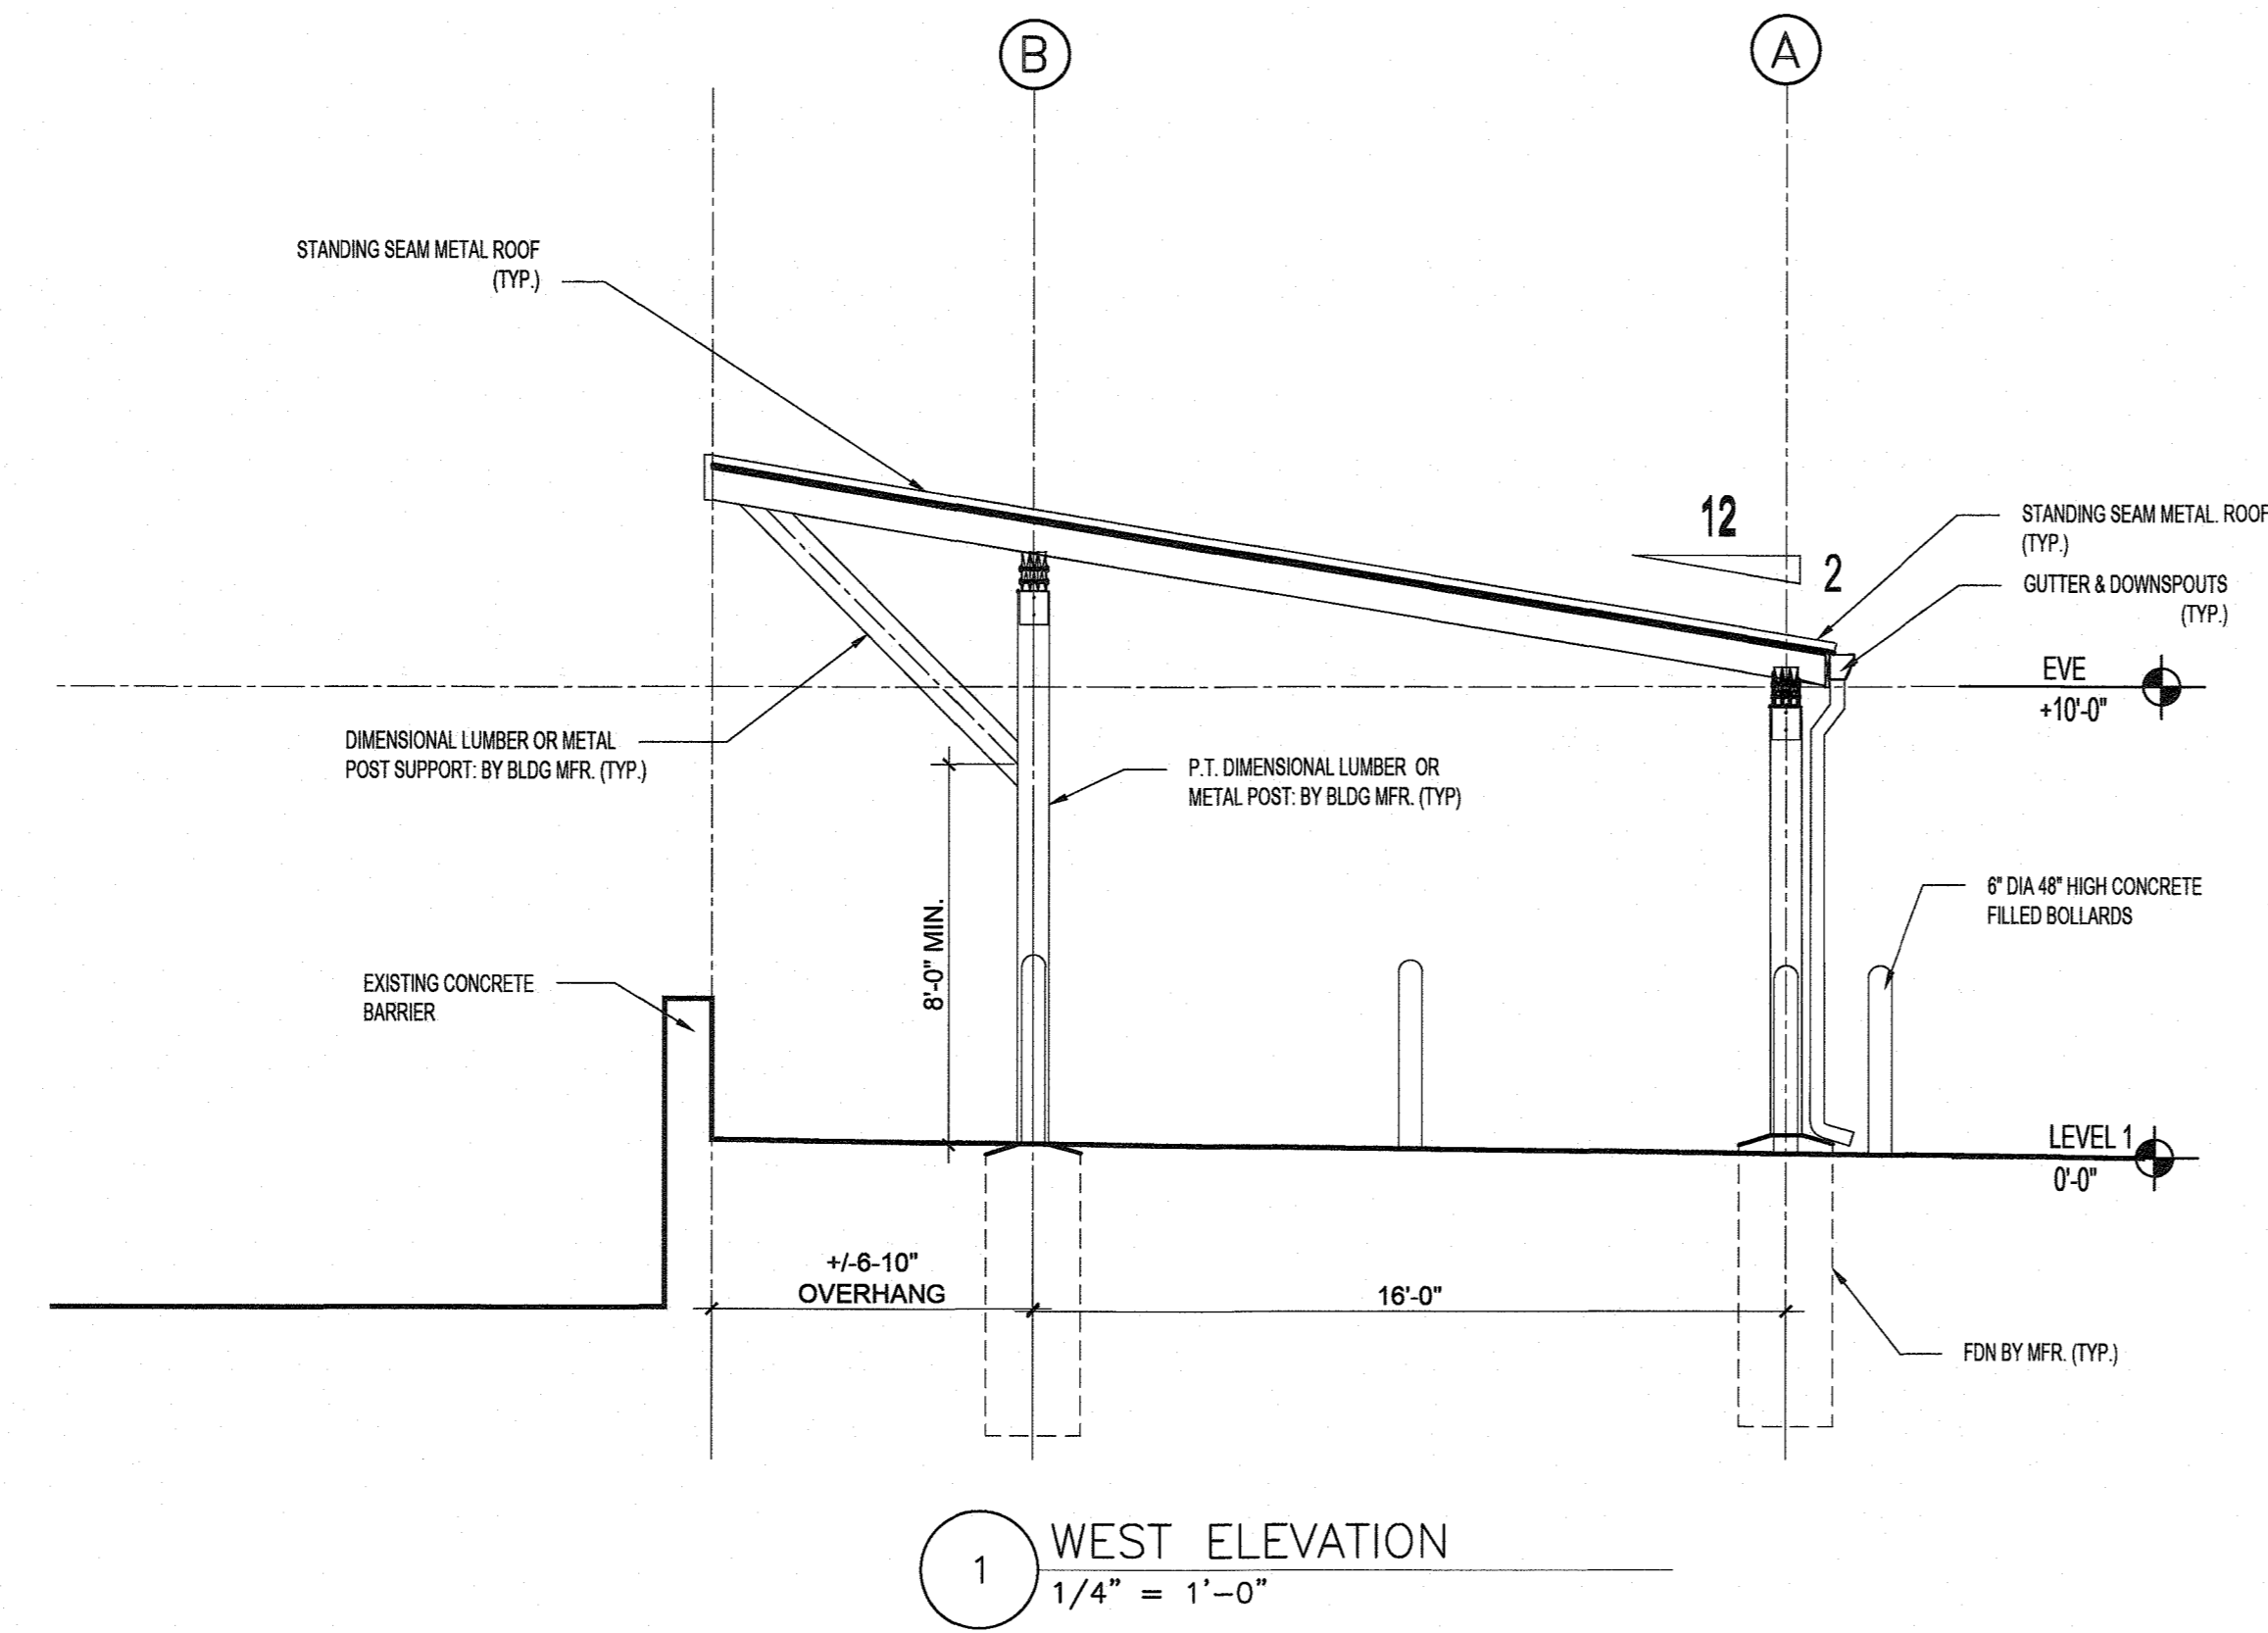 B
A
STANDING SEAM METAL ROOF
(TYP.)
12
2
STANDING SEAM METAL. ROOF
(TYP.)
GUTTER & DOWNSPOUTS
(TYP.)
EVE
+10'-0"
DIMENSIONAL LUMBER OR METAL
POST SUPPORT: BY BLDG MFR. (TYP.)
P.T. DIMENSIONAL LUMBER OR
METAL POST: BY BLDG MFR. (TYP)
8'-0" MIN.
6" DIA 48" HIGH CONCRETE
FILLED BOLLARDS
EXISTING CONCRETE
BARRIER
LEVEL 1
0'-0"
+/-6-10"
OVERHANG
16'-0"
FDN BY MFR. (TYP.)
1
WEST ELEVATION
1/4" = 1'-0"